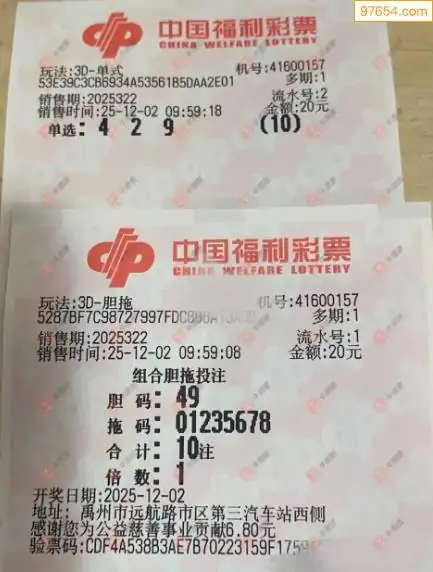 97654.com
中国福利彩票
CHINA WELFARE LOTTERY
玩法:3D-单式 机号:41600157
53E39C3CB6934A53561B5DAA2E01 多期:1
销售期:2025322 流水号:2
销售时间:25-12-02 09:59:18 金额:20元
单选:4 2 9 (10)
中国福利彩票
CHINA WELFARE LOTTERY
玩法:3D-胆拖 机号:41600157
5287BF7C98727997FDC 多期:1
销售期:2025322 流水号:1
销售时间:25-12-02 09:59:08 金额:20元
组合胆拖投注
胆 码:49
拖 码:01235678
合 计:10注
倍 数:1
开奖日期:2025-12-02
地址:禹州市远航路市区第三汽车站西侧
感谢您为公益慈善事业贡献6.80元
验票码:CDF4A538B3AE7B70223159F1759